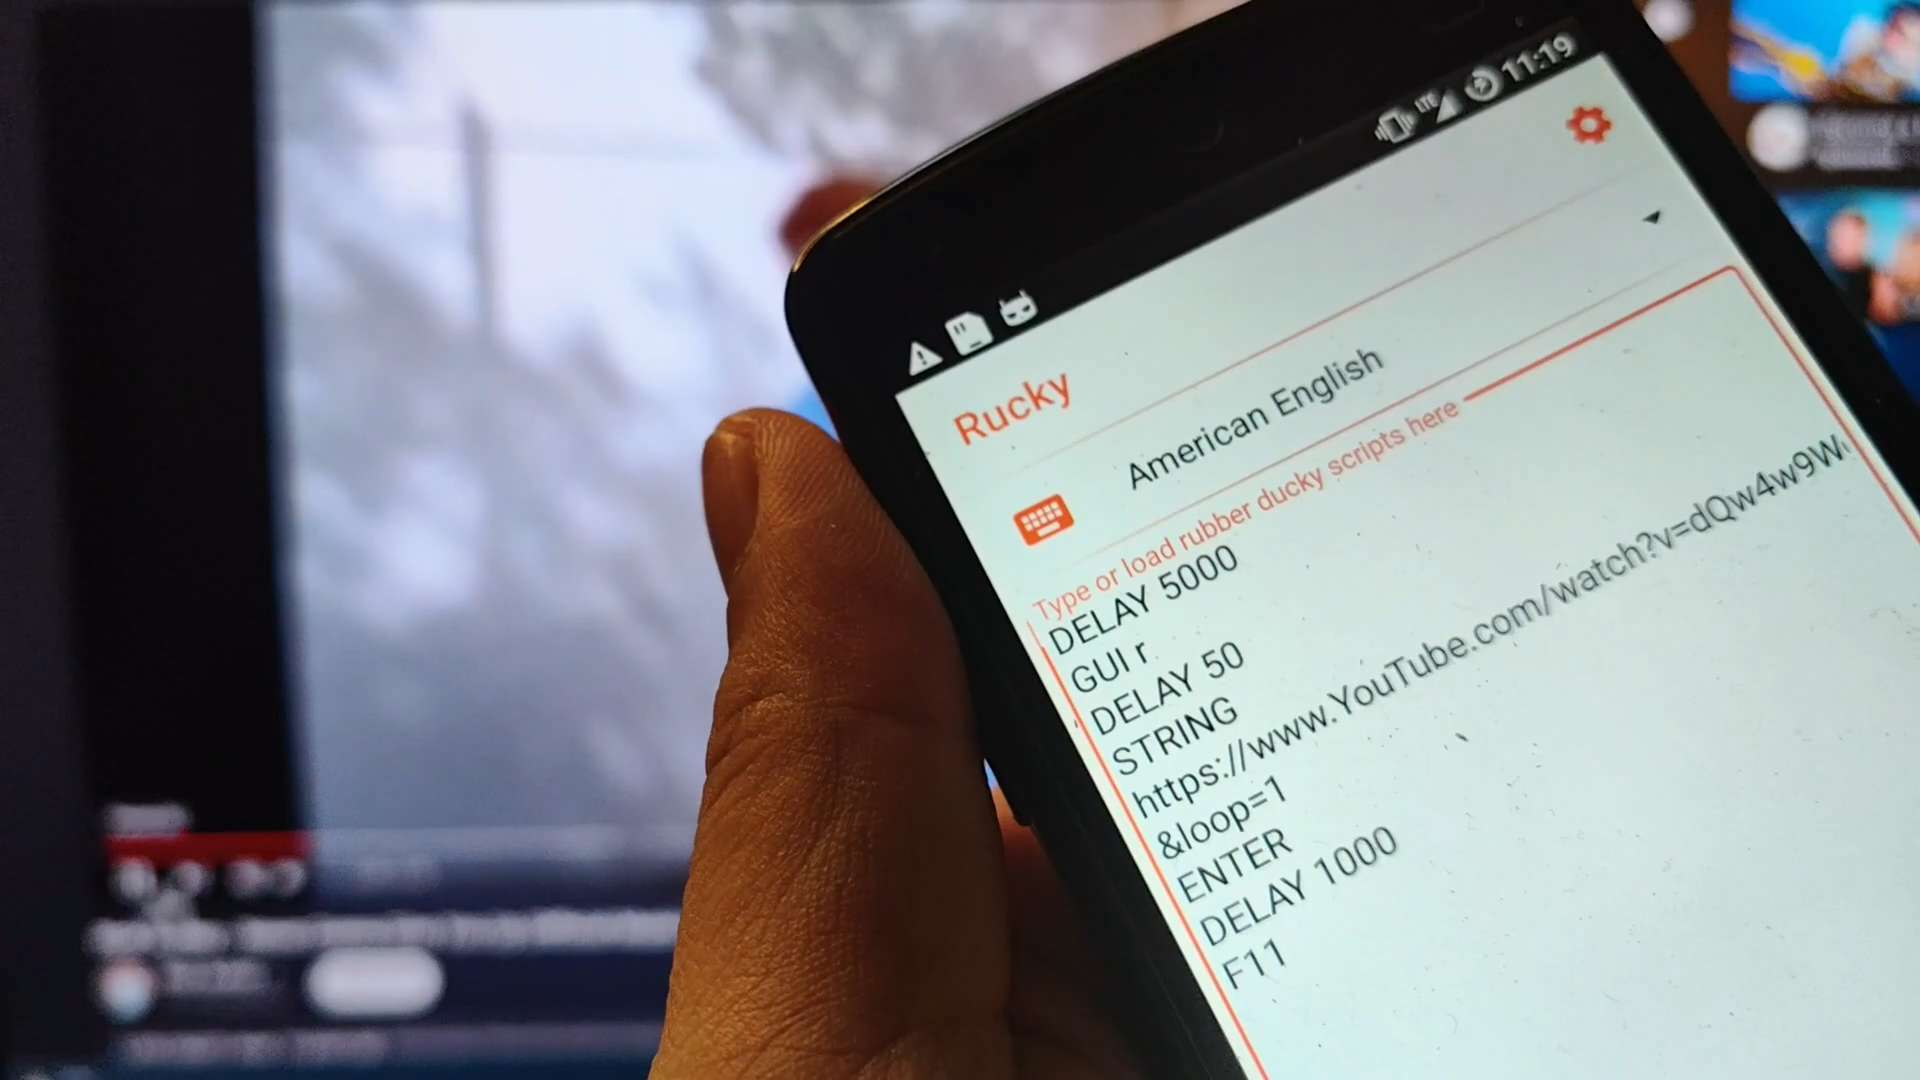 LTE 11:19
Rucky
American English
Type or load rubber ducky scripts here
DELAY 5000
GUI r
DELAY 50
STRING
https://www.YouTube.com/watch?v=dQw4w9W
&loop=1
ENTER
DELAY 1000
F11